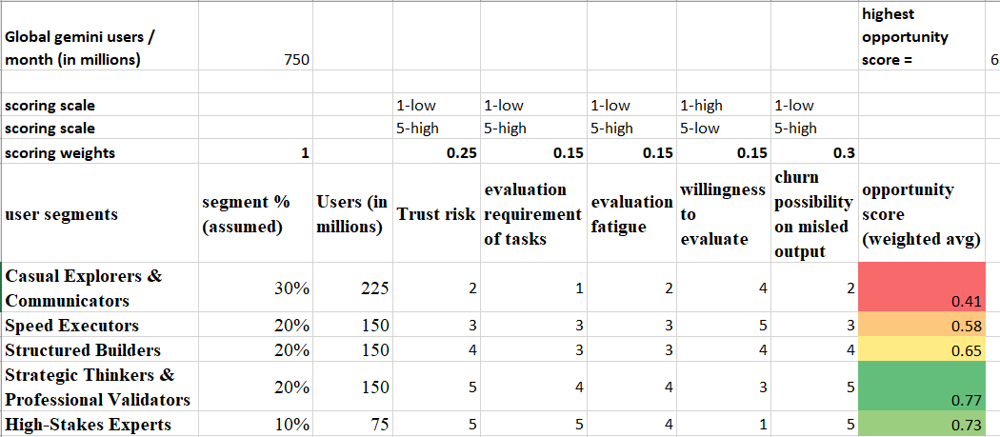 highest
Global gemini users / opportunity
month (in millions) 750 score = 6
scoring scale 1-low 1-low 1-low 1-high 1-low
scoring scale 5-high 5-high 5-high 5-low 5-high
scoring weights 1 0.25 0.15 0.15 0.15 0.3
user segments
segment %
(assumed)
Users (in
millions)
Trust risk
evaluation
requirement
of tasks
evaluation
fatigue
willingness
to
evaluate
churn
possibility
on misled
output
opportunity
score
(weighted avg)
Casual Explorers &
Communicators 30% 225 2 1 2 4 2 0.41
Speed Executors 20% 150 3 3 3 5 3 0.58
Structured Builders 20% 150 4 3 3 4 4 0.65
Strategic Thinkers &
Professional Validators 20% 150 5 4 4 3 5 0.77
High-Stakes Experts 10% 75 5 5 4 1 5 0.73